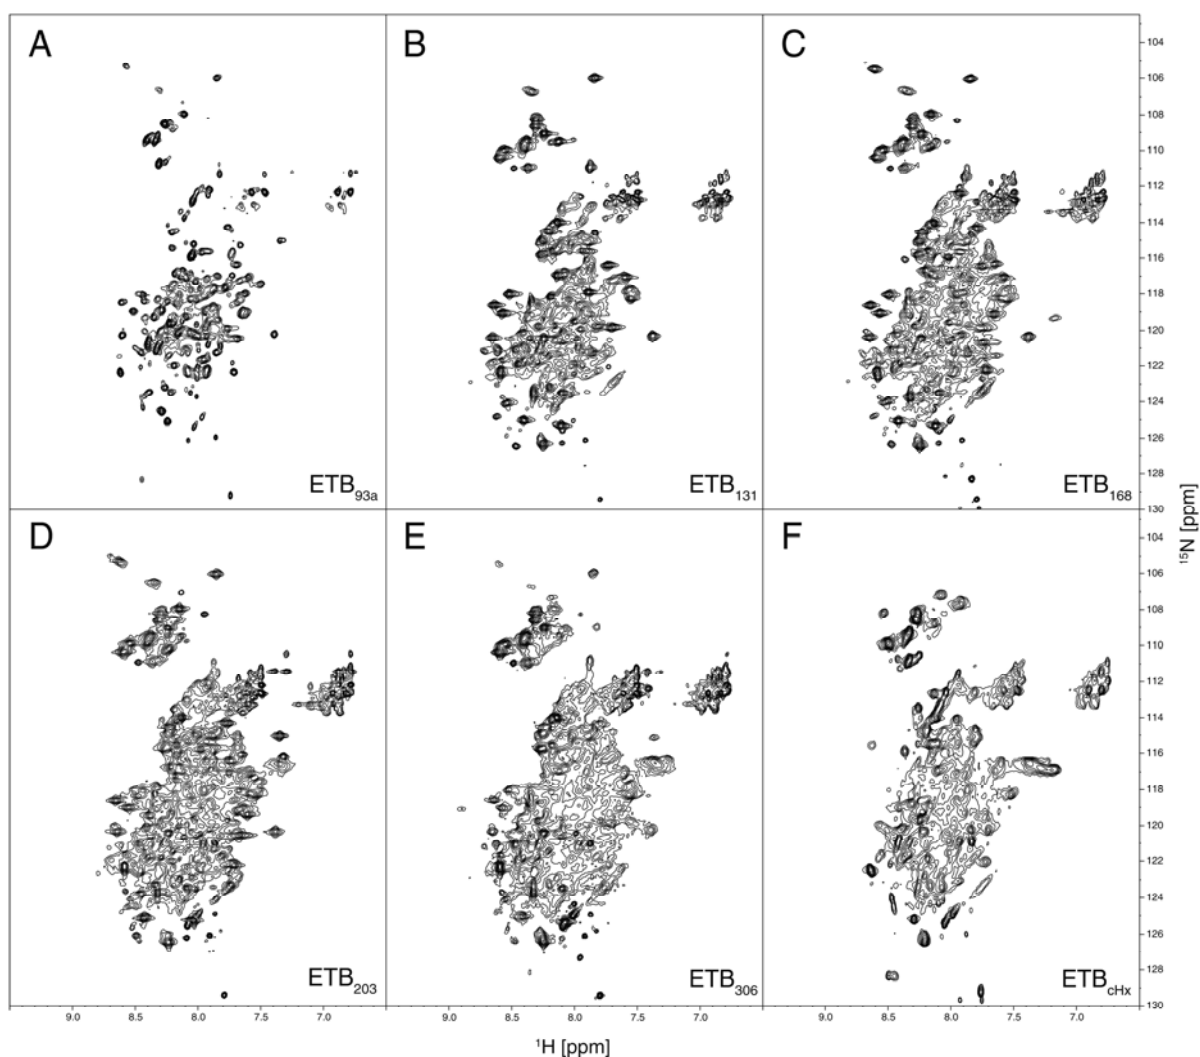 A
B
C
104
106
108
110
112
114
116
118
120
122
124
126
128
130
ETB93a
ETB131
ETB168
15N [ppm]
D
E
F
104
106
108
110
112
114
116
118
120
122
124
126
128
130
ETB203
ETB306
ETBcHx
9.0 8.5 8.0 7.5 7.0
9.0 8.5 8.0 7.5 7.0
9.0 8.5 8.0 7.5 7.0
1H [ppm]